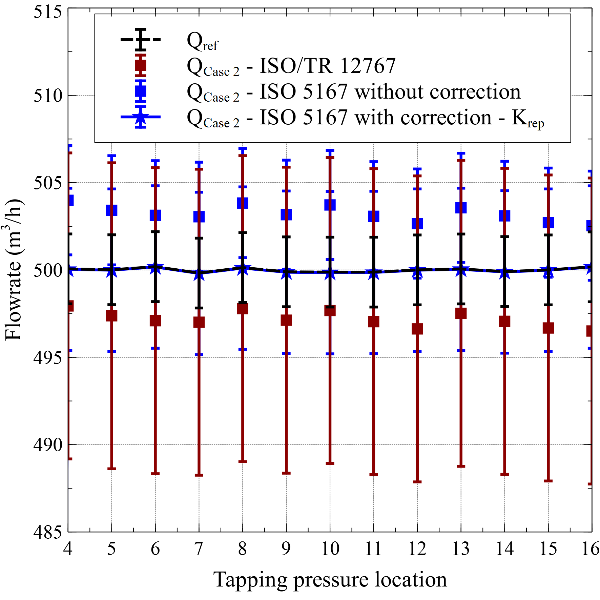 515
510
505
500
495
490
485
Flowrate (m³/h)
Q_ref
Q_Case 2 - ISO/TR 12767
Q_Case 2 - ISO 5167 without correction
Q_Case 2 - ISO 5167 with correction - K_rep
4 5 6 7 8 9 10 11 12 13 14 15 16
Tapping pressure location